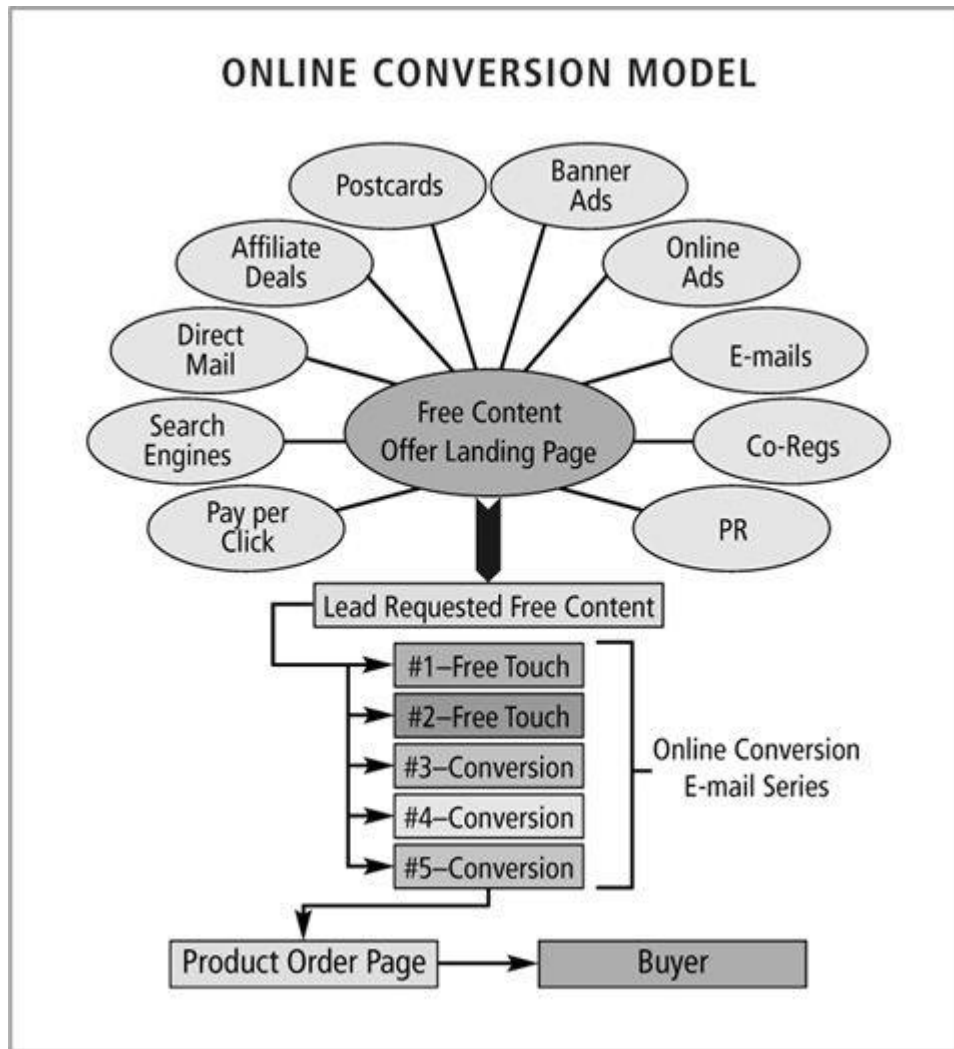 ONLINE CONVERSION MODEL
Postcards
Banner
Ads
Affiliate
Deals
Online
Ads
Direct
Mail
E-mails
Search
Engines
Free Content
Offer Landing Page
Co-Regs
Pay per
Click
PR
Lead Requested Free Content
#1–Free Touch
#2–Free Touch
#3–Conversion
#4–Conversion
#5–Conversion
Online Conversion
E-mail Series
Product Order Page
Buyer